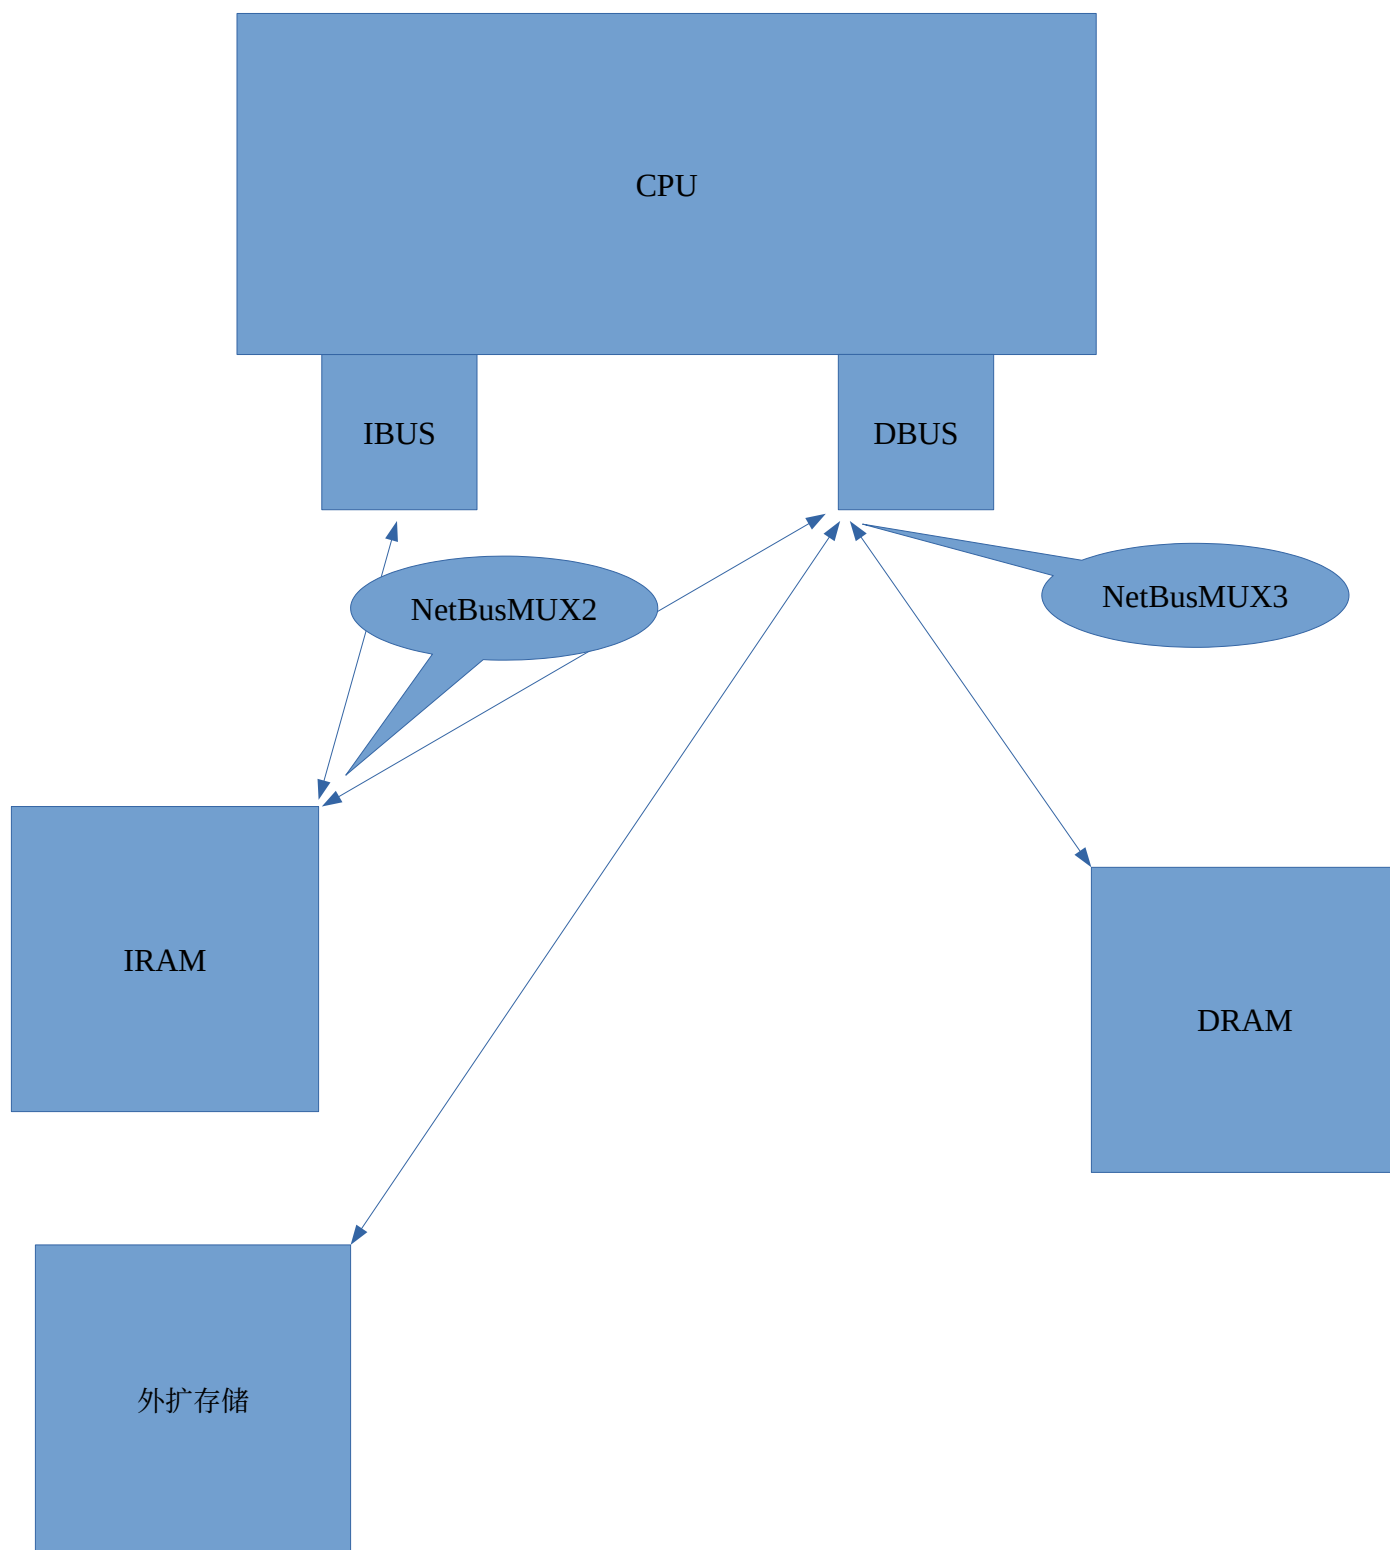 CPU
IBUS
DBUS
NetBusMUX2
NetBusMUX3
IRAM
DRAM
外扩存储